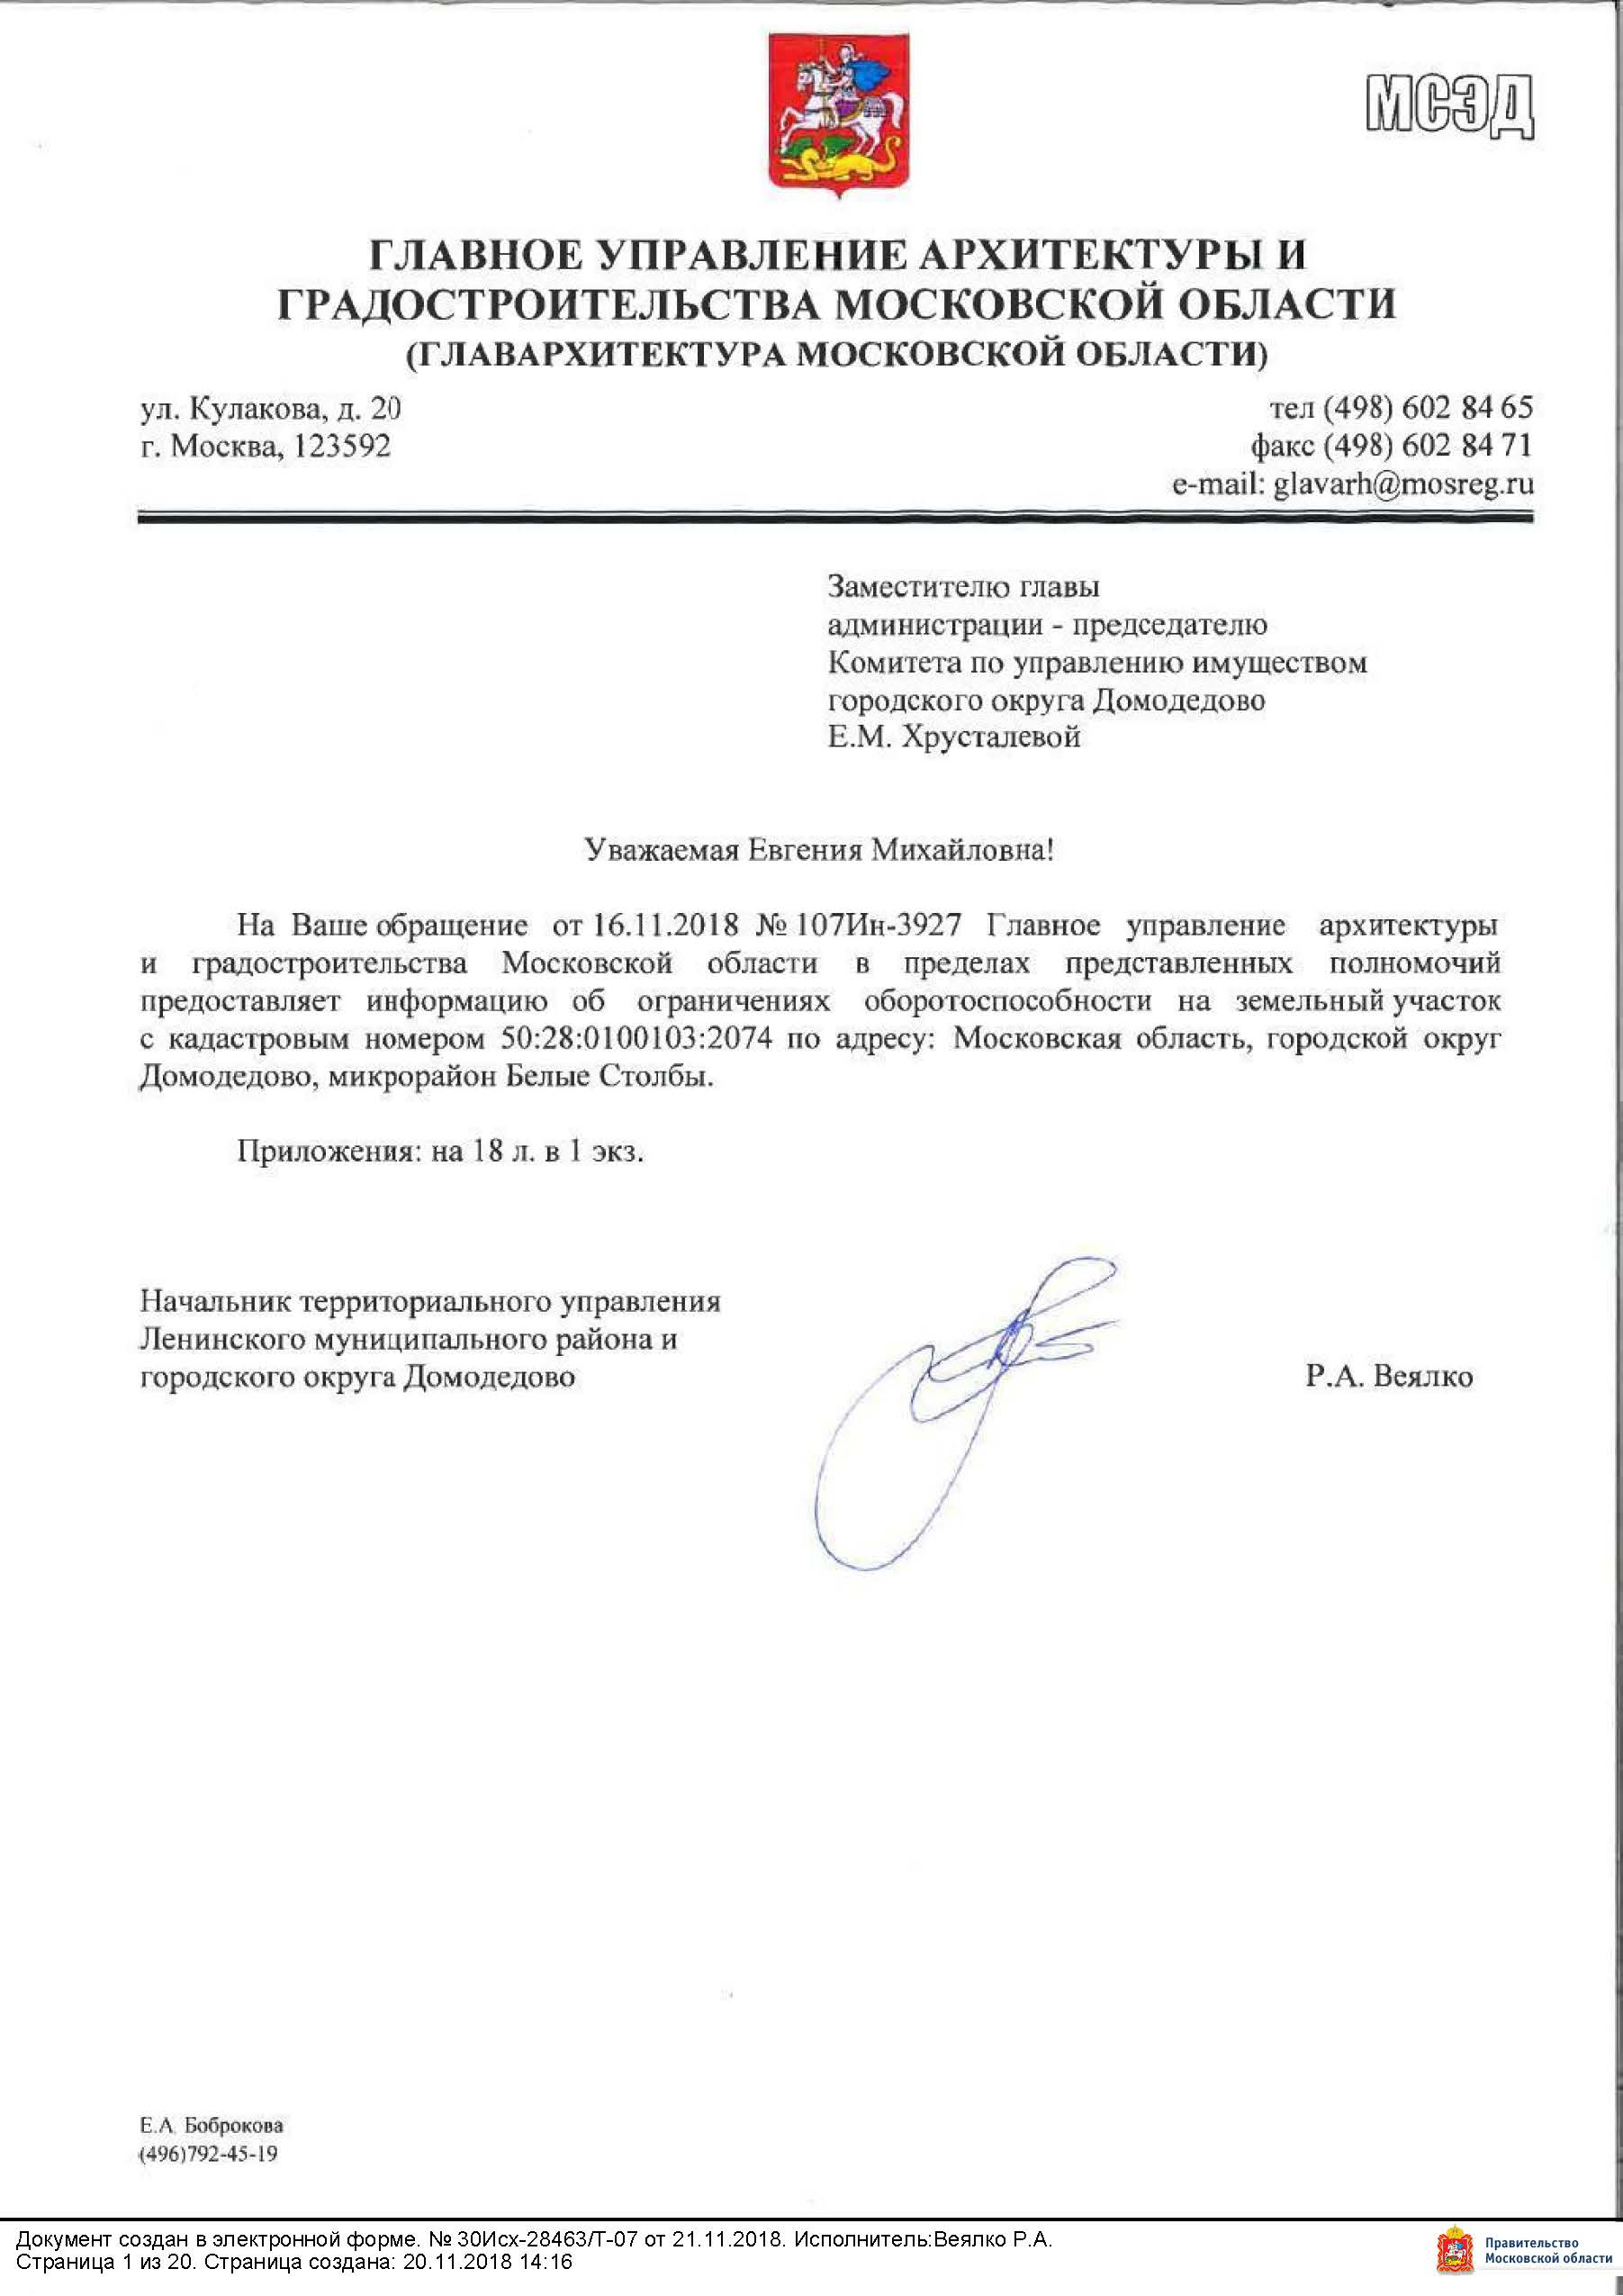 МСЭД
ГЛАВНОЕ УПРАВЛЕНИЕ АРХИТЕКТУРЫ И
ГРАДОСТРОИТЕЛЬСТВА МОСКОВСКОЙ ОБЛАСТИ
(ГЛАВАРХИТЕКТУРА МОСКОВСКОЙ ОБЛАСТИ)
ул. Кулакова, д. 20
г. Москва, 123592
тел (498) 602 84 65
факс (498) 602 84 71
e-mail: glavarh@mosreg.ru
Заместителю главы
администрации - председателю
Комитета по управлению имуществом
городского округа Домодедово
Е.М. Хрусталевой
Уважаемая Евгения Михайловна!
На Ваше обращение от 16.11.2018 № 107Ин-3927 Главное управление архитектуры
и градостроительства Московской области в пределах представленных полномочий
предоставляет информацию об ограничениях оборотоспособности на земельный участок
с кадастровым номером 50:28:0100103:2074 по адресу: Московская область, городской округ
Домодедово, микрорайон Белые Столбы.
Приложения: на 18 л. в 1 экз.
Начальник территориального управления
Ленинского муниципального района и
городского округа Домодедово
Р.А. Веялко
Е.А. Боброкова
(496)792-45-19
Документ создан в электронной форме. № 30Исх-28463/Т-07 от 21.11.2018. Исполнитель:Веялко Р.А.
Страница 1 из 20. Страница создана: 20.11.2018 14:16
Правительство
Московской области